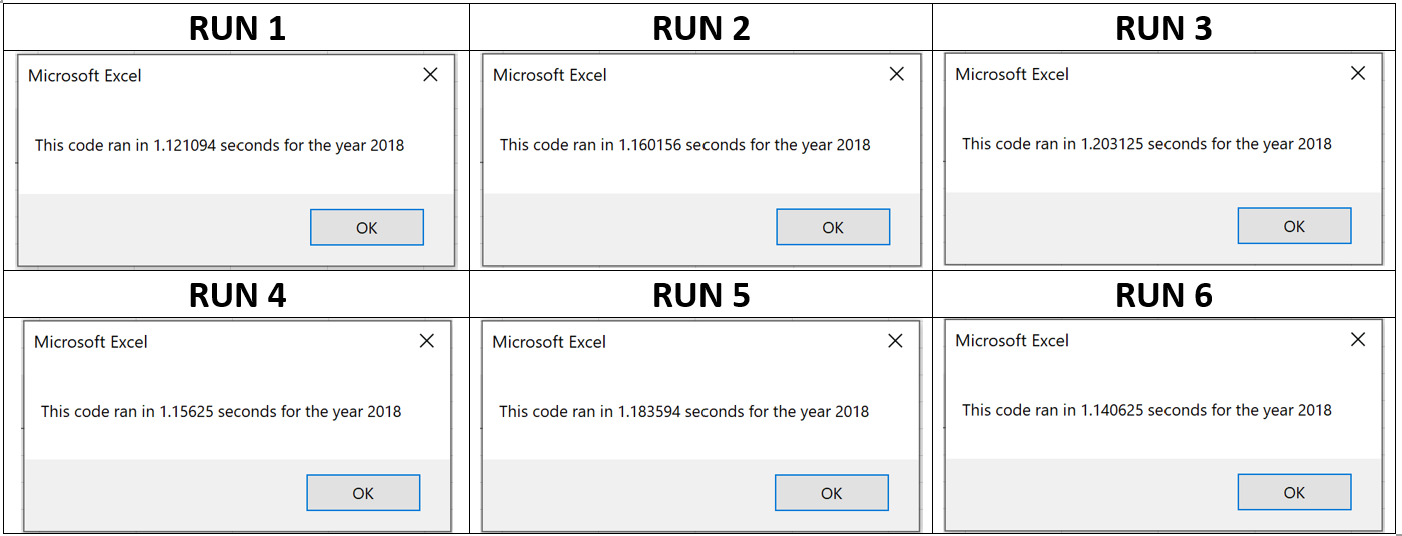 RUN 1
RUN 2
RUN 3
Microsoft Excel
This code ran in 1.121094 seconds for the year 2018
OK
Microsoft Excel
This code ran in 1.160156 seconds for the year 2018
OK
Microsoft Excel
This code ran in 1.203125 seconds for the year 2018
OK
RUN 4
RUN 5
RUN 6
Microsoft Excel
This code ran in 1.15625 seconds for the year 2018
OK
Microsoft Excel
This code ran in 1.183594 seconds for the year 2018
OK
Microsoft Excel
This code ran in 1.140625 seconds for the year 2018
OK